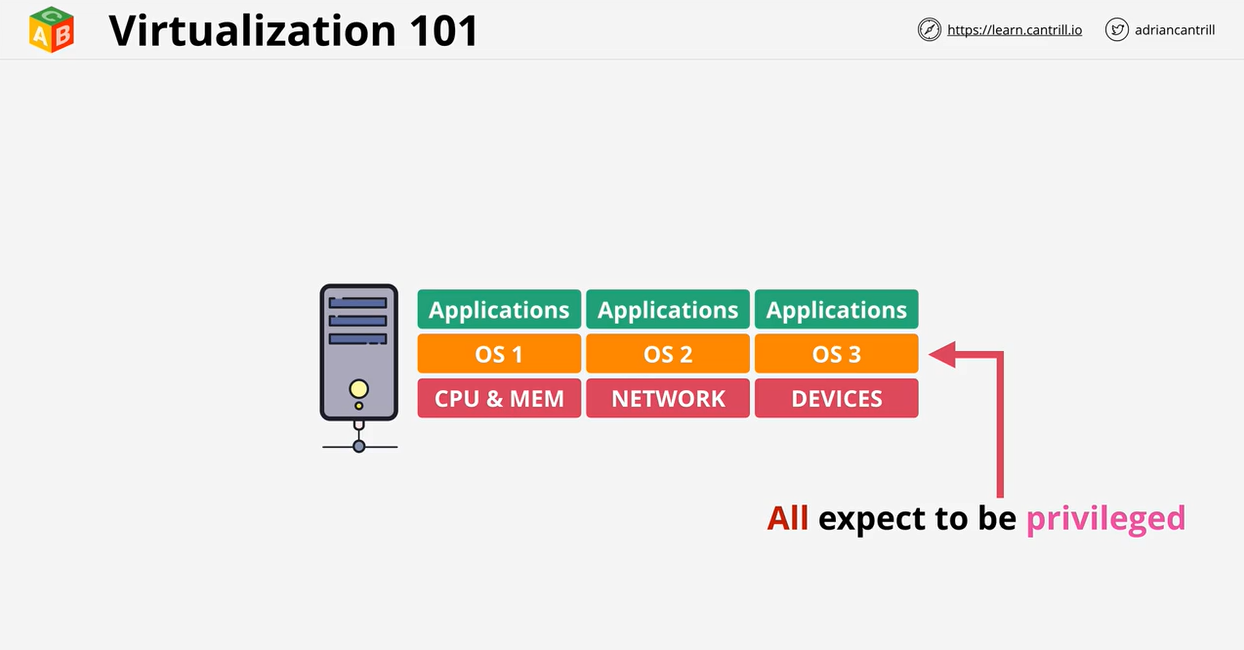 C
A B
Virtualization 101
https://learn.cantrill.io
adriancantrill
Applications Applications Applications
OS 1 OS 2 OS 3
CPU & MEM NETWORK DEVICES
All expect to be privileged